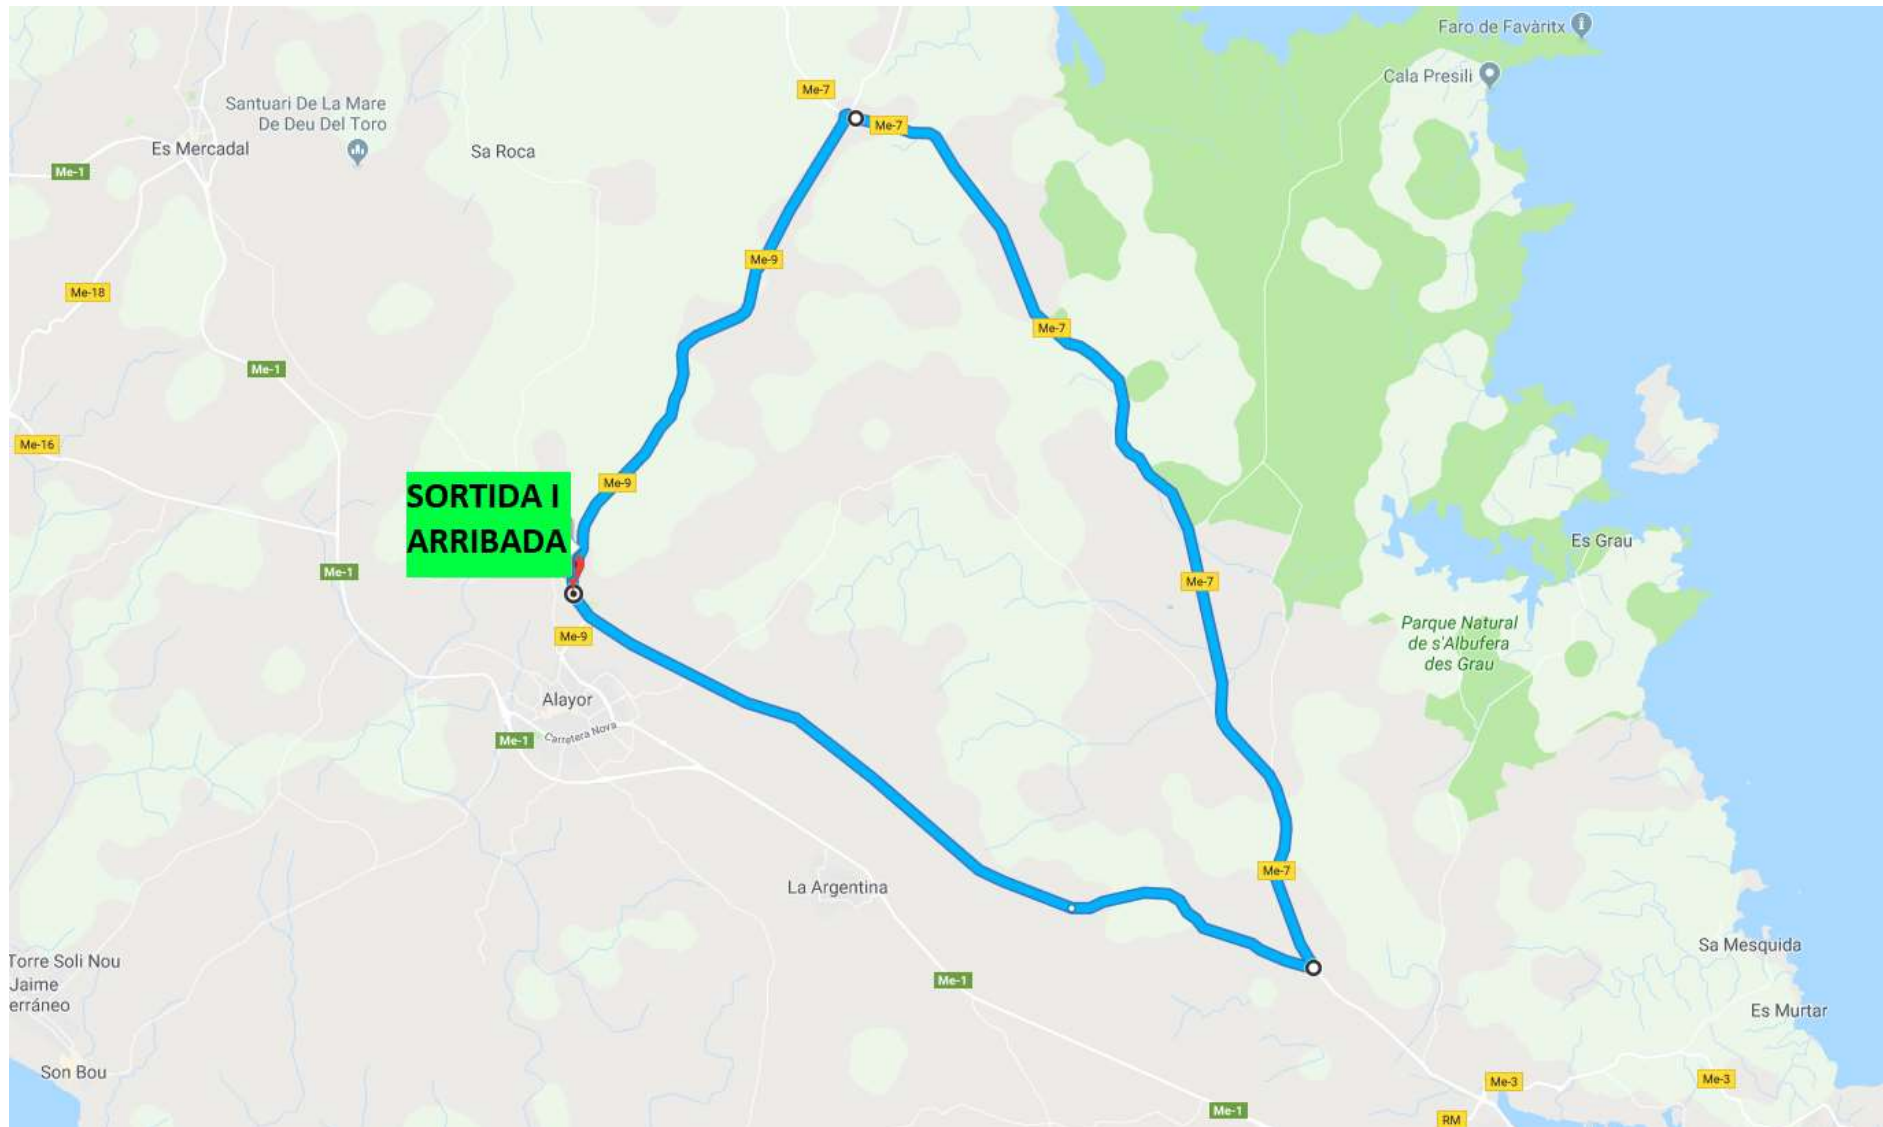 Faro de Favàritx
Cala Presili
Me-7
Santuari De La Mare
De Deu Del Toro
Me-7
Es Mercadal
Sa Roca
Me-1
Me-9
Me-18
Me-7
Me-1
Me-16
Me-9
SORTIDA I
ARRIBADA
Es Grau
Me-1
Me-7
Parque Natural
de s'Albufera
des Grau
Me-9
Alayor
Carretera Nova
Me-1
Me-7
La Argentina
Sa Mesquida
Torre Soli Nou
Jaime
erráneo
Me-1
Es Murtar
Son Bou
Me-3
Me-3
Me-1
RM